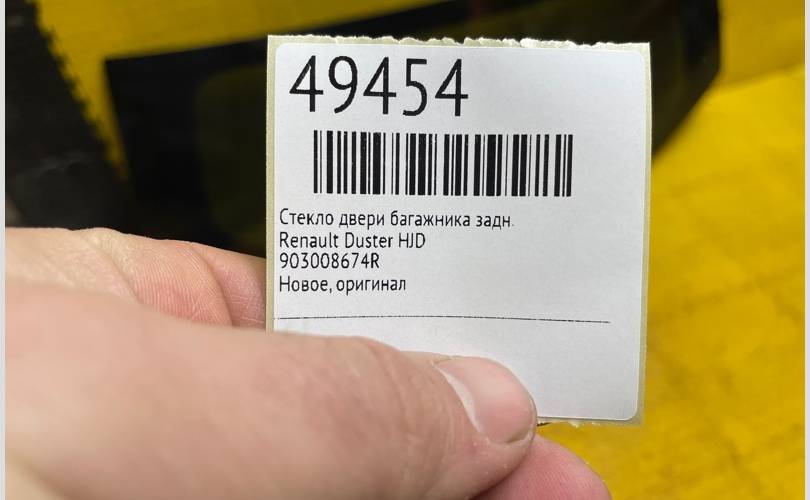 49454
Стекло двери багажника задн.
Renault Duster HJD
903008674R
Новое, оригинал